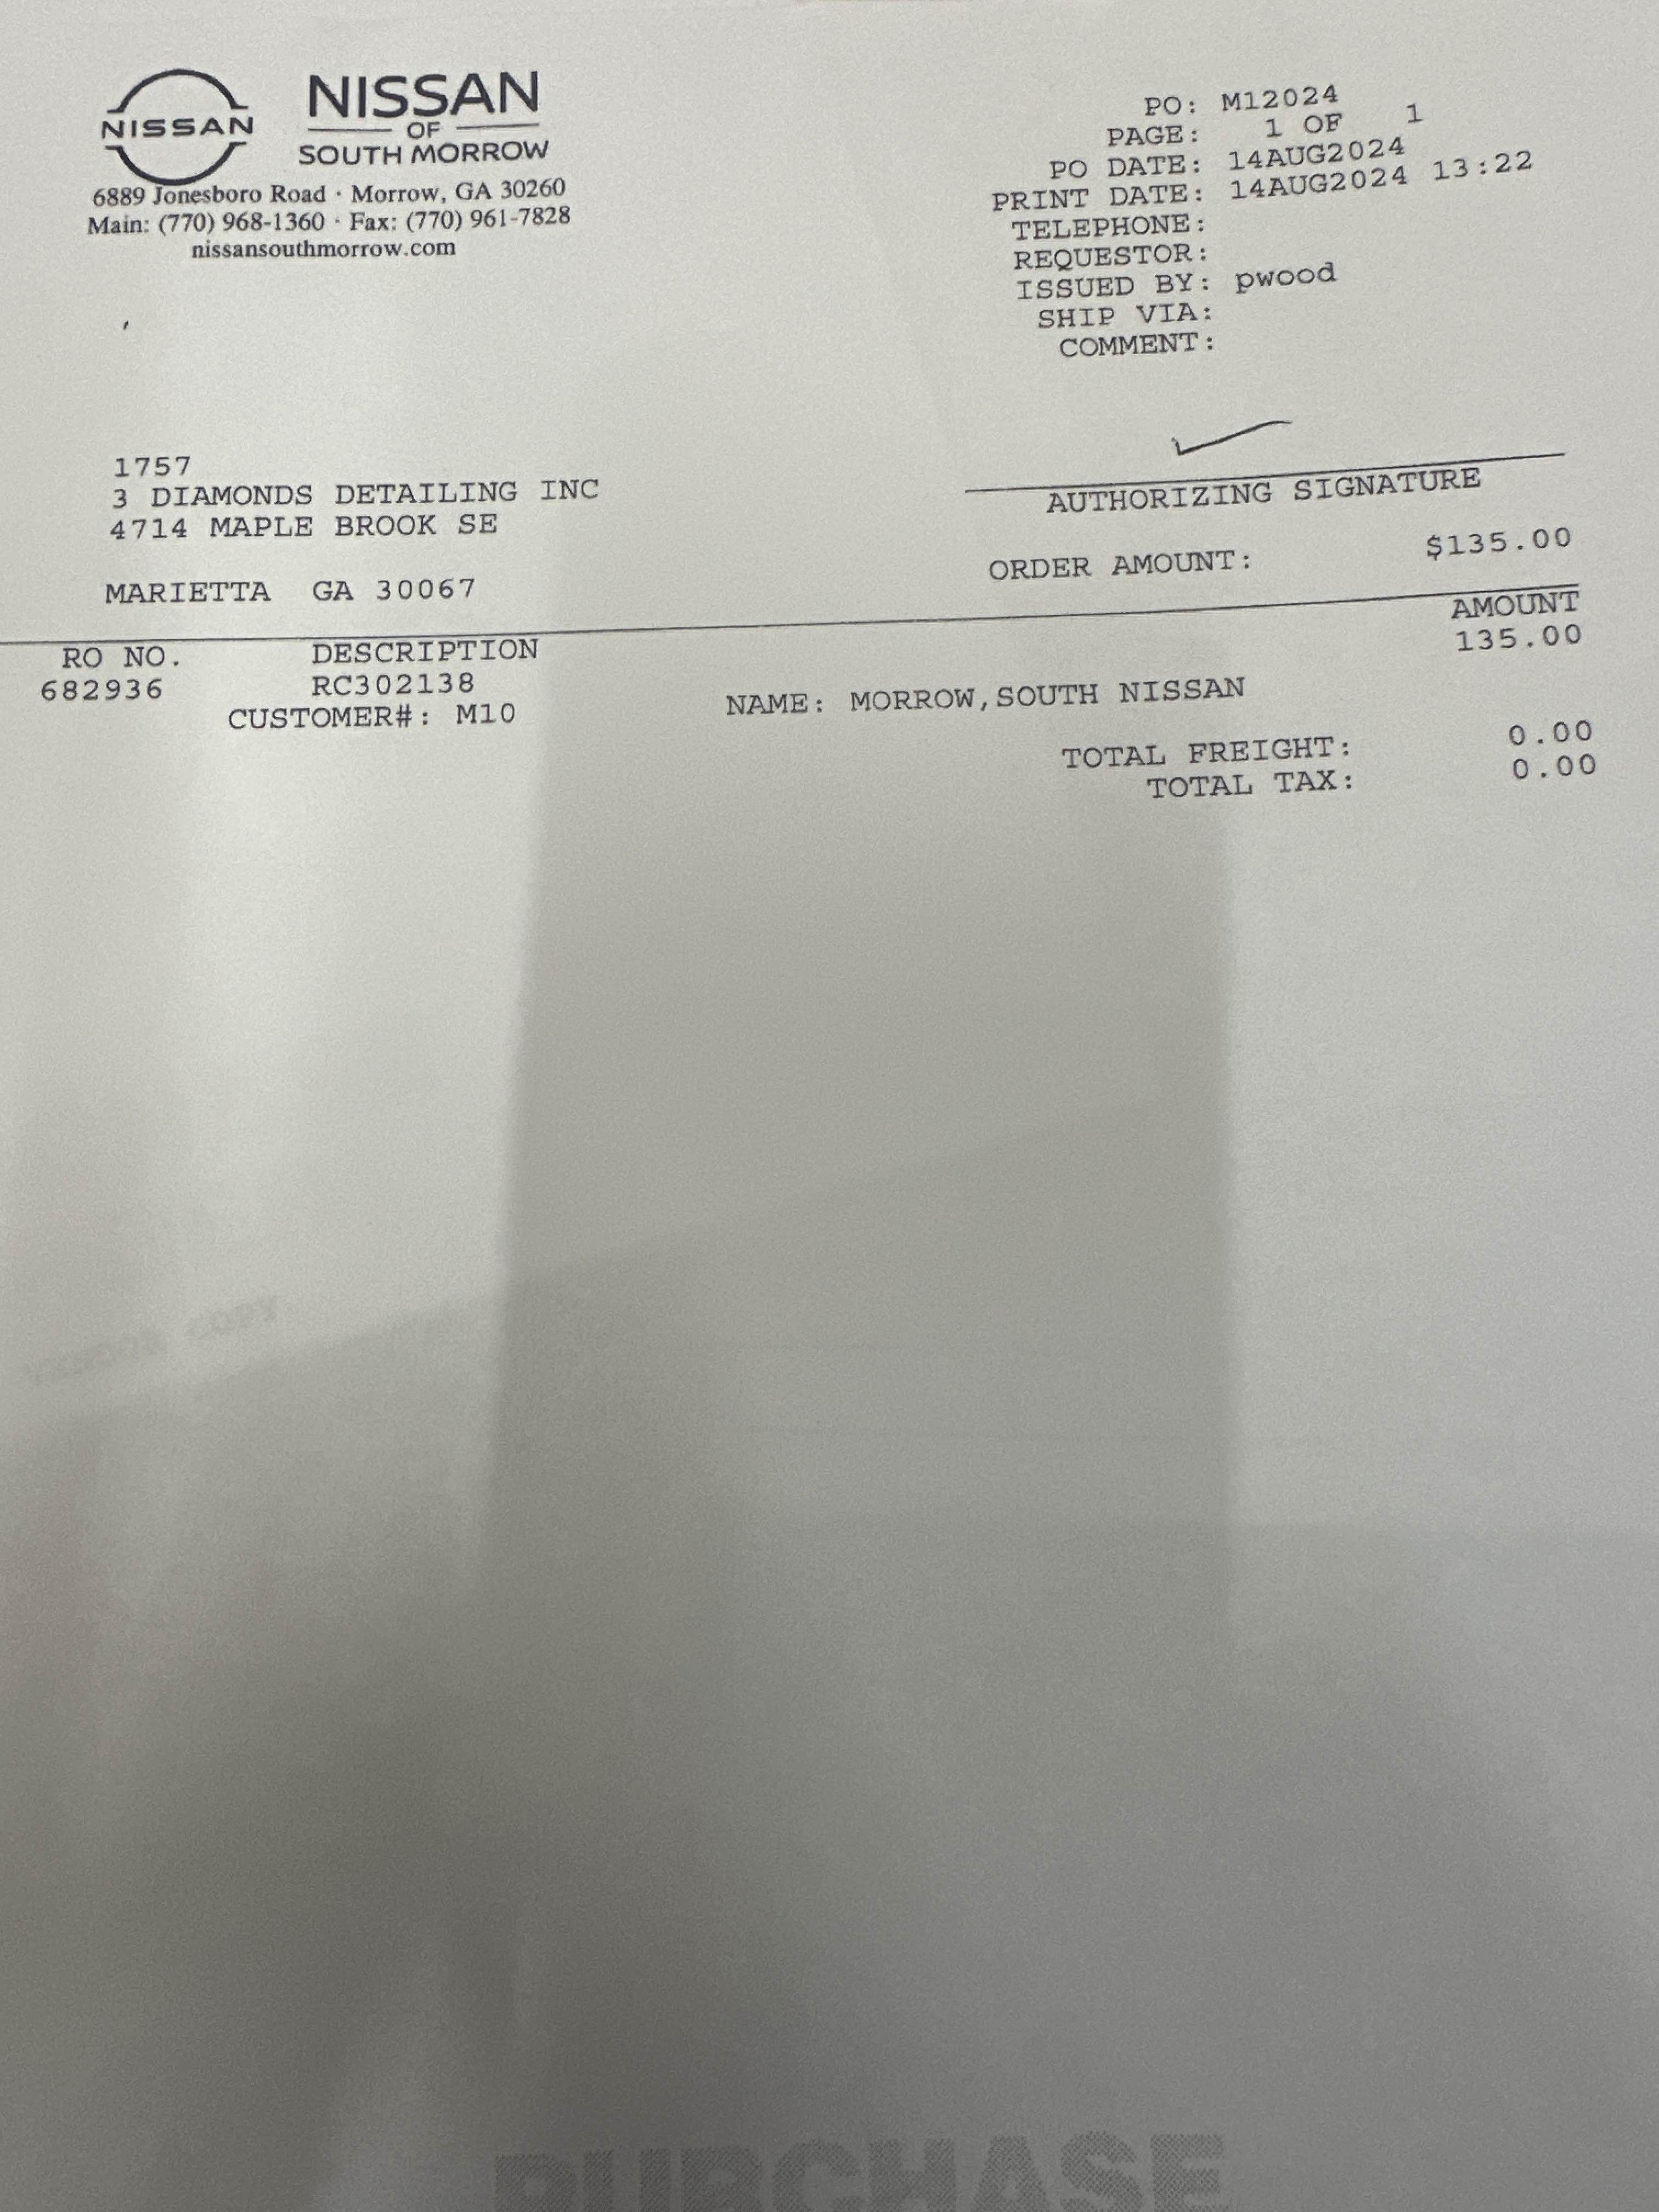 NISSAN
NISSAN
OF
SOUTH MORROW
6889 Jonesboro Road · Morrow, GA 30260
Main: (770) 968-1360 · Fax: (770) 961-7828
nissansouthmorrow.com
PO: M12024
PAGE: 1 OF 1
PO DATE: 14AUG2024
PRINT DATE: 14AUG2024 13:22
TELEPHONE:
REQUESTOR:
ISSUED BY: pwood
SHIP VIA:
COMMENT:
1757
3 DIAMONDS DETAILING INC
4714 MAPLE BROOK SE
MARIETTA GA 30067
AUTHORIZING SIGNATURE
ORDER AMOUNT: $135.00
RO NO. DESCRIPTION AMOUNT
682936 RC302138 135.00
CUSTOMER#: M10 NAME: MORROW,SOUTH NISSAN
TOTAL FREIGHT: 0.00
TOTAL TAX: 0.00
VENDOR COPY
PURCHASE